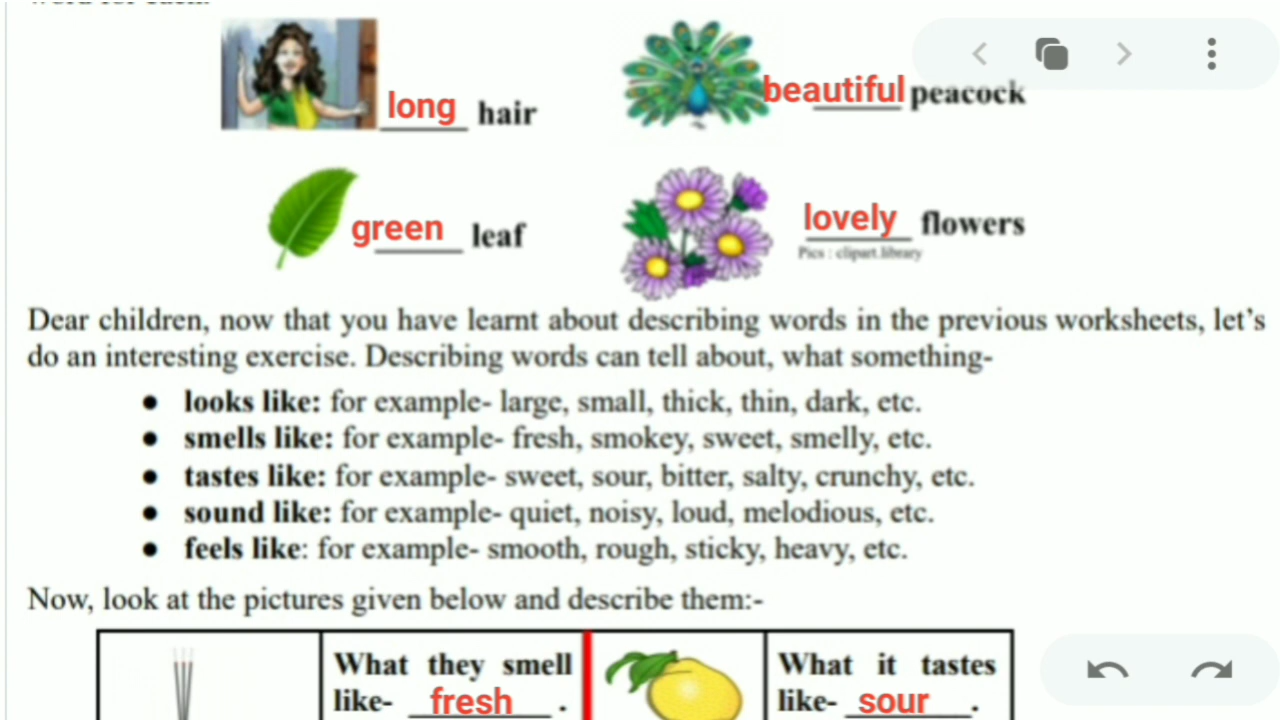 long hair
beautiful peacock
green leaf
lovely flowers
Pics : clipart.library
Dear children, now that you have learnt about describing words in the previous worksheets, let's
do an interesting exercise. Describing words can tell about, what something-
● looks like: for example- large, small, thick, thin, dark, etc.
● smells like: for example- fresh, smokey, sweet, smelly, etc.
● tastes like: for example- sweet, sour, bitter, salty, crunchy, etc.
● sound like: for example- quiet, noisy, loud, melodious, etc.
● feels like: for example- smooth, rough, sticky, heavy, etc.
Now, look at the pictures given below and describe them:-
What they smell
like- fresh .
What it tastes
like- sour .